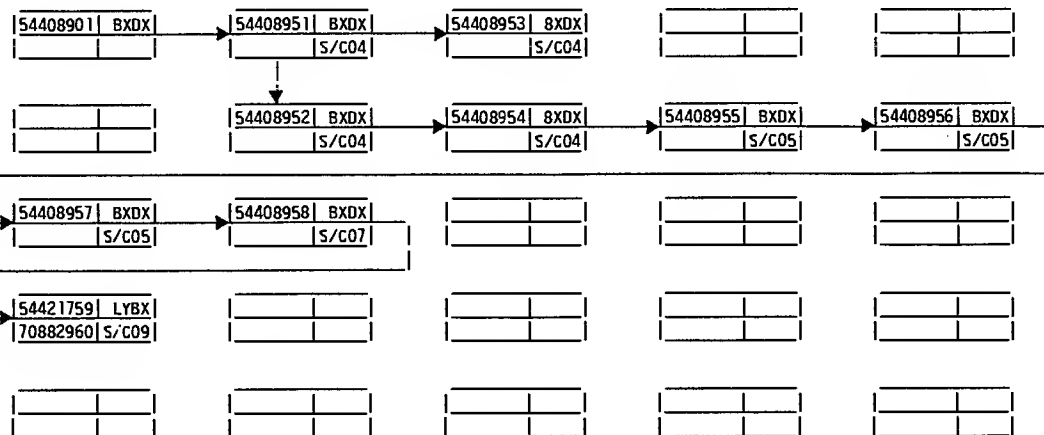 54408901 BXDX 54408951 BXDX 54408953 8XDX
S/C04 S/C04
54408952 BXDX 54408954 8XDX 54408955 BXDX 54408956 BXDX
S/C04 S/C04 S/C05 S/C05
54408957 BXDX 54408958 BXDX
S/C05 S/C07
54421759 LYBX
70882960 S/C09